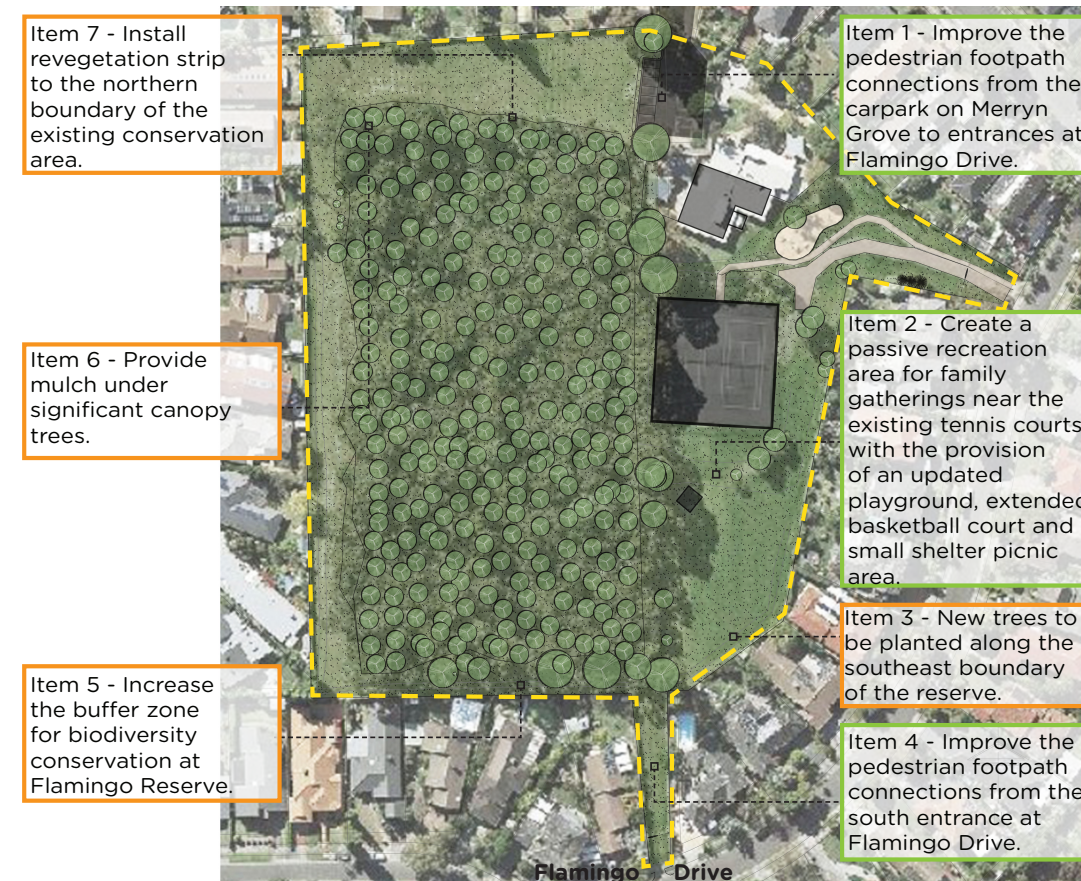 Item 7 - Install
revegetation strip
to the northern
boundary of the
existing conservation
area.
Item 6 - Provide
mulch under
significant canopy
trees.
Item 5 - Increase
the buffer zone
for biodiversity
conservation at
Flamingo Reserve.
Item 1 - Improve the
pedestrian footpath
connections from the
carpark on Merryn
Grove to entrances at
Flamingo Drive.
Item 2 - Create a
passive recreation
area for family
gatherings near the
existing tennis courts
with the provision
of an updated
playground, extended
basketball court and
small shelter picnic
area.
Item 3 - New trees to
be planted along the
southeast boundary
of the reserve.
Item 4 - Improve the
pedestrian footpath
connections from the
south entrance at
Flamingo Drive.
Flamingo Drive